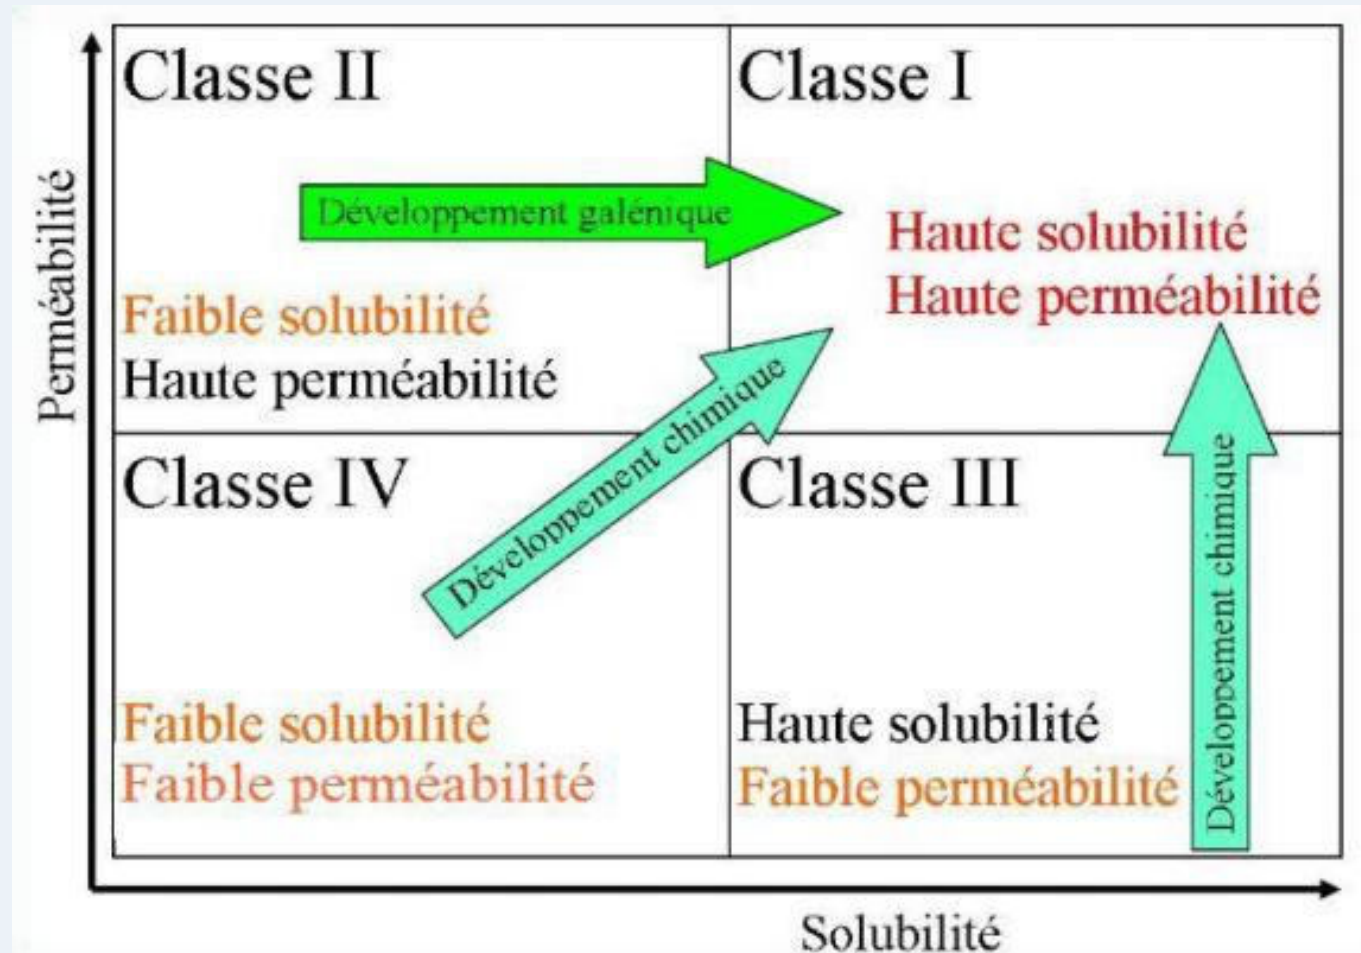 Classe II
Classe I
Développement galénique
Haute solubilité
Haute perméabilité
Faible solubilité
Haute perméabilité
Perméabilité
Développement chimique
Classe IV
Classe III
Développement chimique
Faible solubilité
Faible perméabilité
Haute solubilité
Faible perméabilité
Solubilité